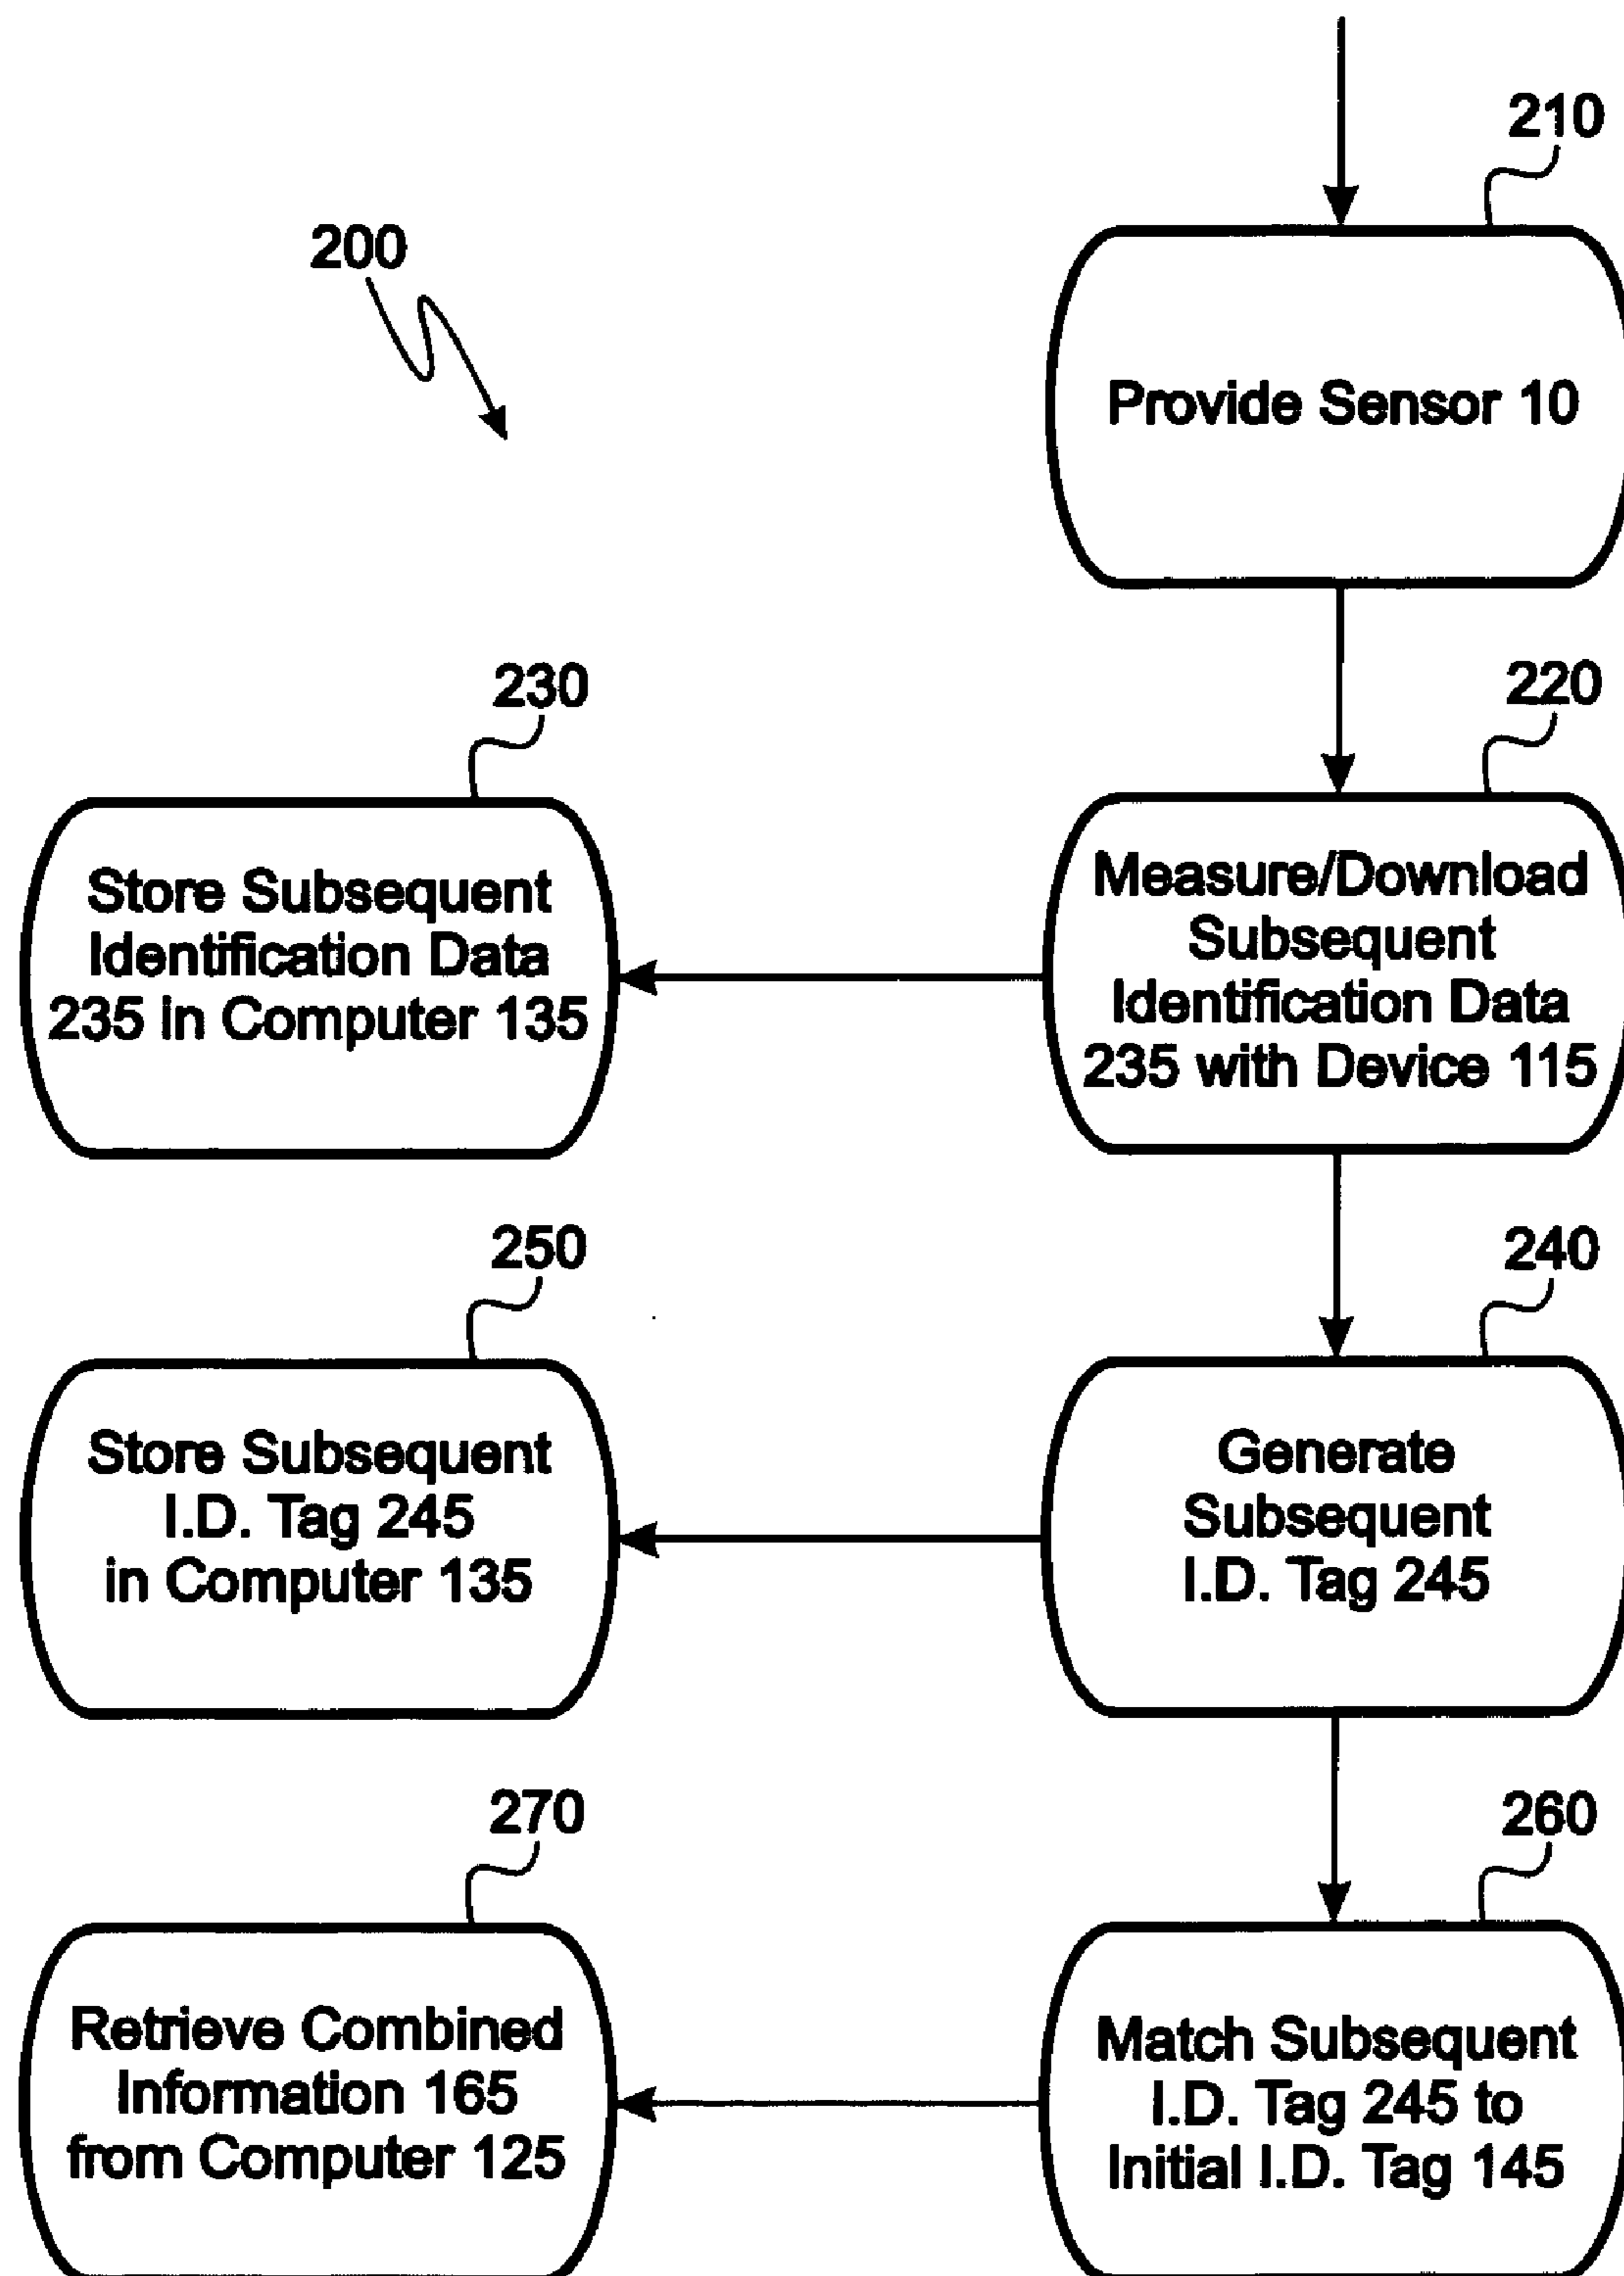 210
200
Provide Sensor 10
230
220
Store Subsequent
Identification Data
235 in Computer 135
Measure/Download
Subsequent
Identification Data
235 with Device 115
250
240
Store Subsequent
I.D. Tag 245
in Computer 135
Generate
Subsequent
I.D. Tag 245
270
260
Retrieve Combined
Information 165
from Computer 125
Match Subsequent
I.D. Tag 245 to
Initial I.D. Tag 145